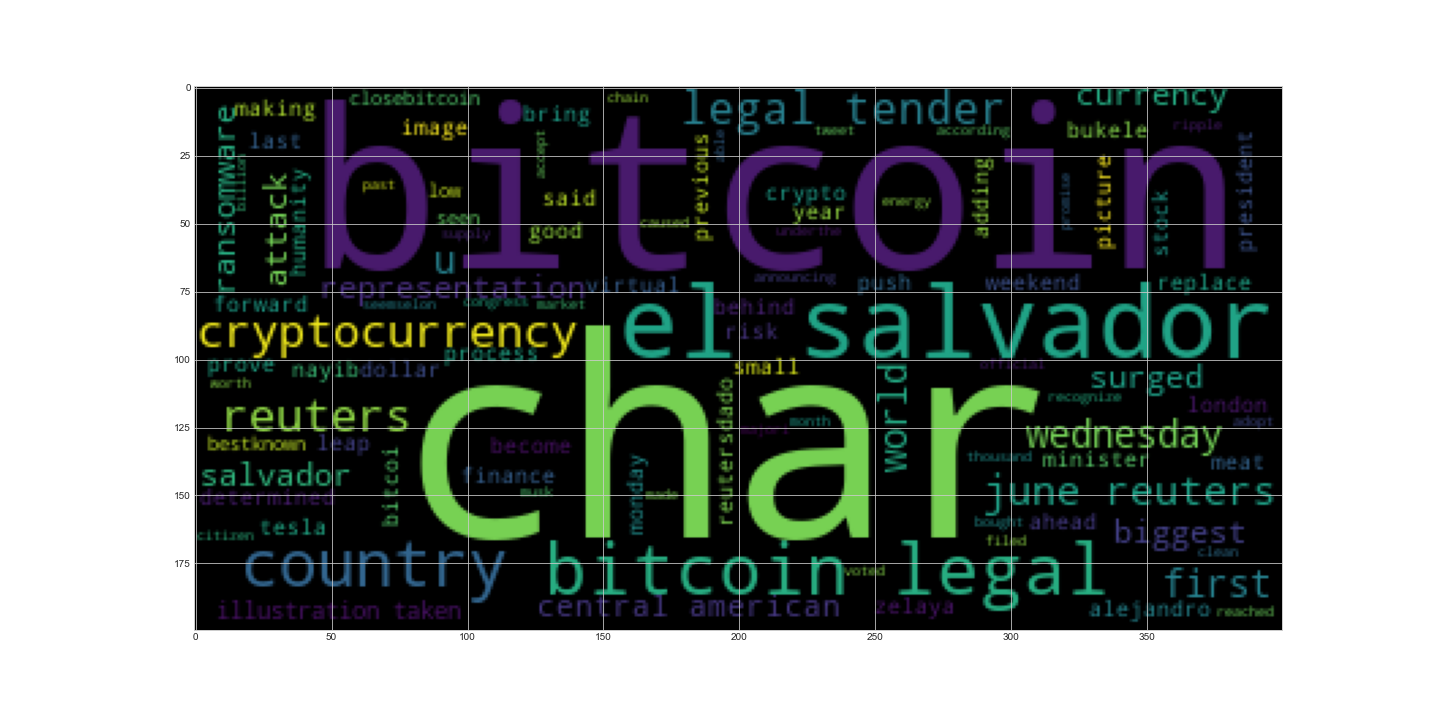 0
25
50
75
100
125
150
175
0 50 100 150 200 250 300 350
closebitcoin
chain
legal tender
currency
making
ransomware
image
bring
tweet
according
bukele
ripple
last
billion
accept
previous
able
president
bitcoin
attack
humanity
past
low
said
crypto
year
energy
adding
promise
picture
stock
seen
supply
good
caused
underthe
u
representation
virtual
announcing
push
weekend
replace
forward
seemselon
congress
market
behind
risk
el salvador
cryptocurrency
process
prove
nayib
dollar
small
official
surged
worth
recognize
london
adopt
reuters
char
reutersdado
month
world
wednesday
bestknown
leap
become
thousand
minister
meat
salvador
bitcoi
finance
musk
monday
made
june reuters
determined
citizen
tesla
bought
ahead
filed
biggest
clean
country
bitcoin legal
voted
first
illustration taken
central american
zelaya
alejandro
reached